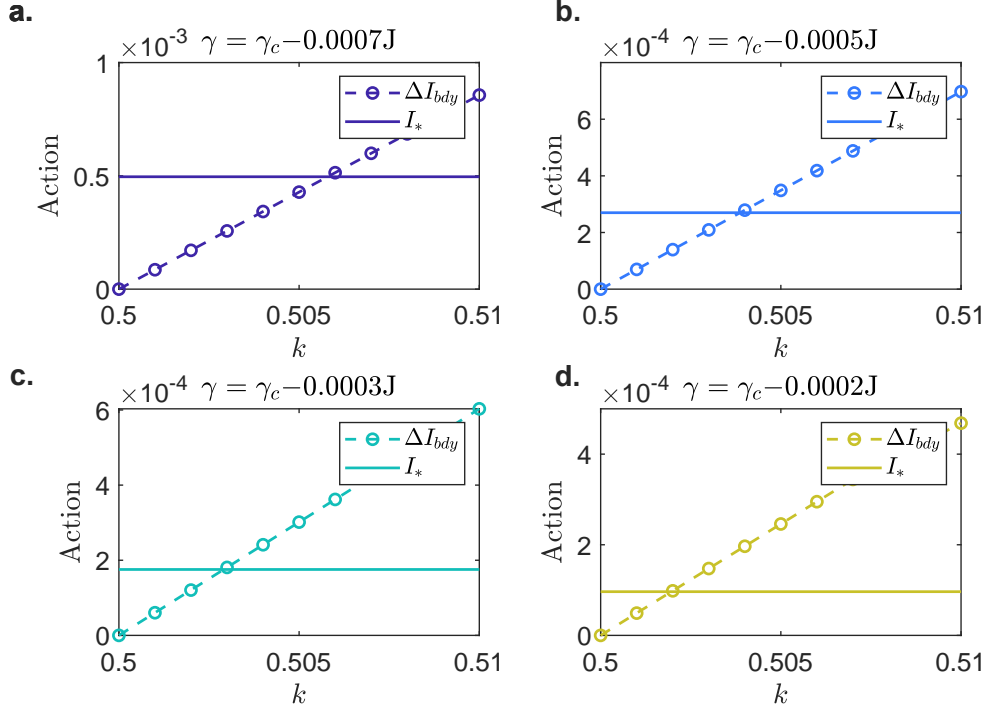 a.
×10⁻³ γ = γ_c−0.0007J
1
0.5
0
Action
ΔI_bdy
I_*
0.5 0.505 0.51
k
b.
×10⁻⁴ γ = γ_c−0.0005J
6
4
2
0
Action
ΔI_bdy
I_*
0.5 0.505 0.51
k
c.
×10⁻⁴ γ = γ_c−0.0003J
6
4
2
0
Action
ΔI_bdy
I_*
0.5 0.505 0.51
k
d.
×10⁻⁴ γ = γ_c−0.0002J
4
2
0
Action
ΔI_bdy
I_*
0.5 0.505 0.51
k